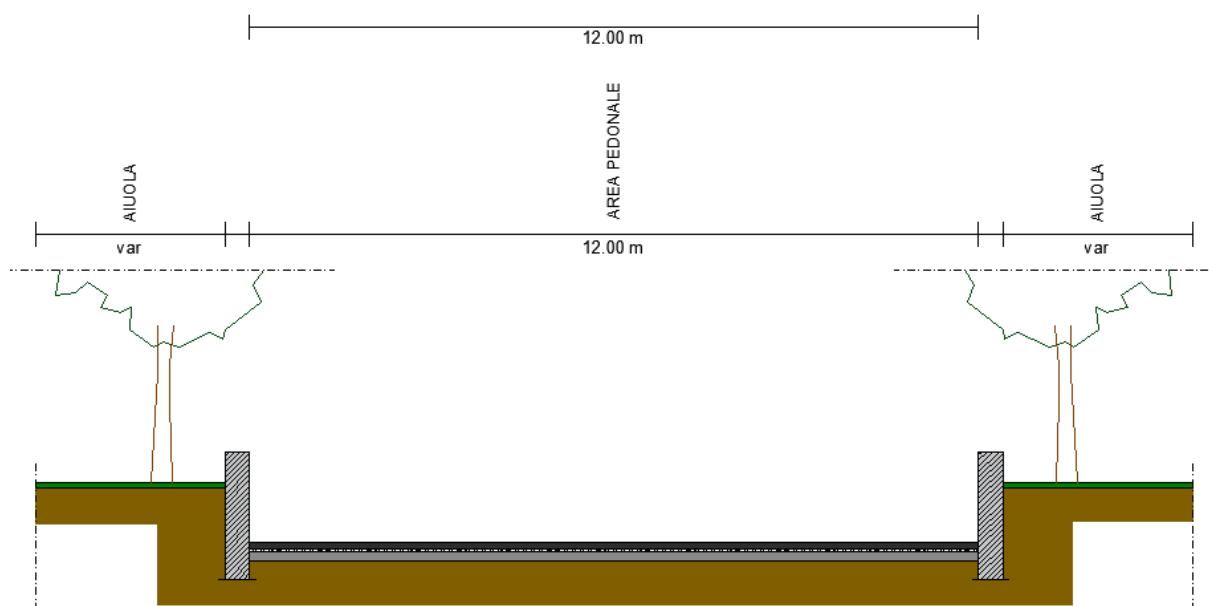 12.00 m
AIUOLA
AREA PEDONALE
AIUOLA
var
12.00 m
var